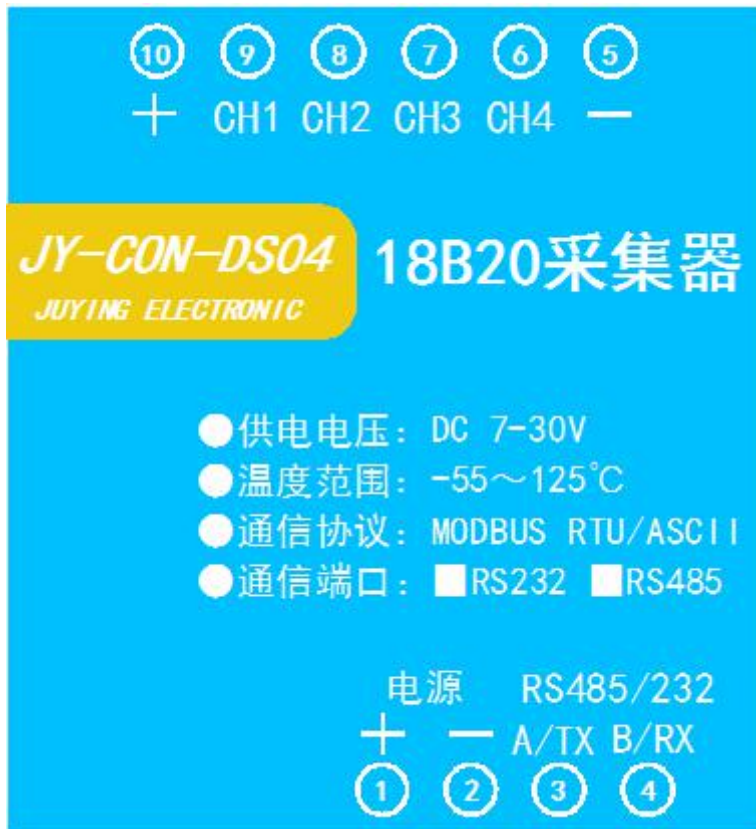 ⑩ ⑨ ⑧ ⑦ ⑥ ⑤
+ CH1 CH2 CH3 CH4 -
JY-CON-DS04
JUYING ELECTRONIC
18B20采集器
●供电电压: DC 7-30V
●温度范围: -55～125℃
●通信协议: MODBUS RTU/ASCII
●通信端口: ■RS232 ■RS485
电源 RS485/232
+ - A/TX B/RX
① ② ③ ④